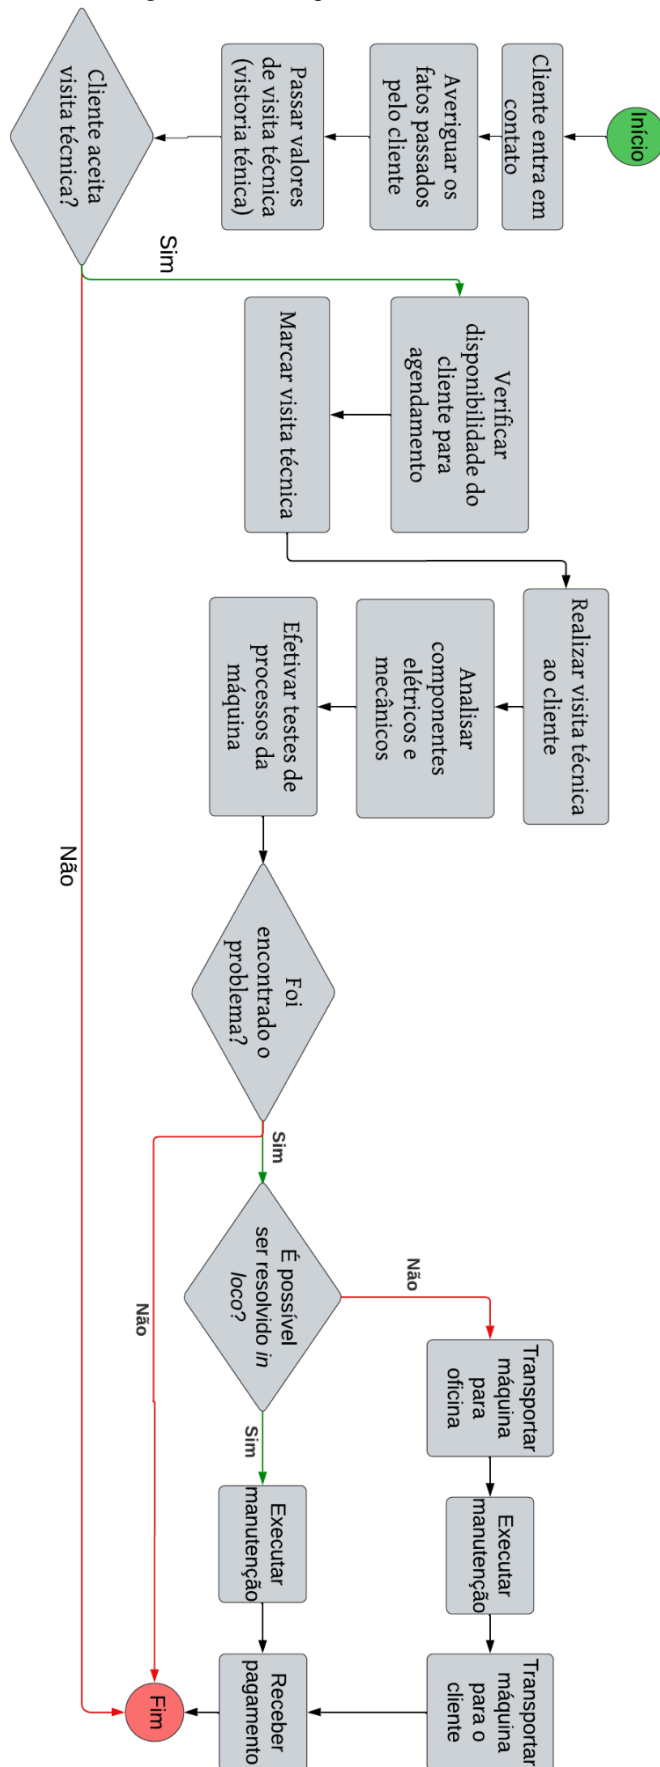 Início
Cliente entra em
contato
Averiguar os
fatos passados
pelo cliente
Passar valores
de visita técnica
(vistoria ténica)
Cliente aceita
visita técnica?
Sim
Não
Verificar
disponibilidade do
cliente para
agendamento
Marcar visita técnica
Realizar visita técnica
ao cliente
Analisar
componentes
elétricos e
mecânicos
Efetivar testes de
processos da
máquina
Foi
encontrado o
problema?
Sim
Não
É possível
ser resolvido in
loco?
Não
Sim
Transportar
máquina
para
oficina
Executar
manutenção
Transportar
máquina
para o
cliente
Executar
manutenção
Receber
pagamento
Fim